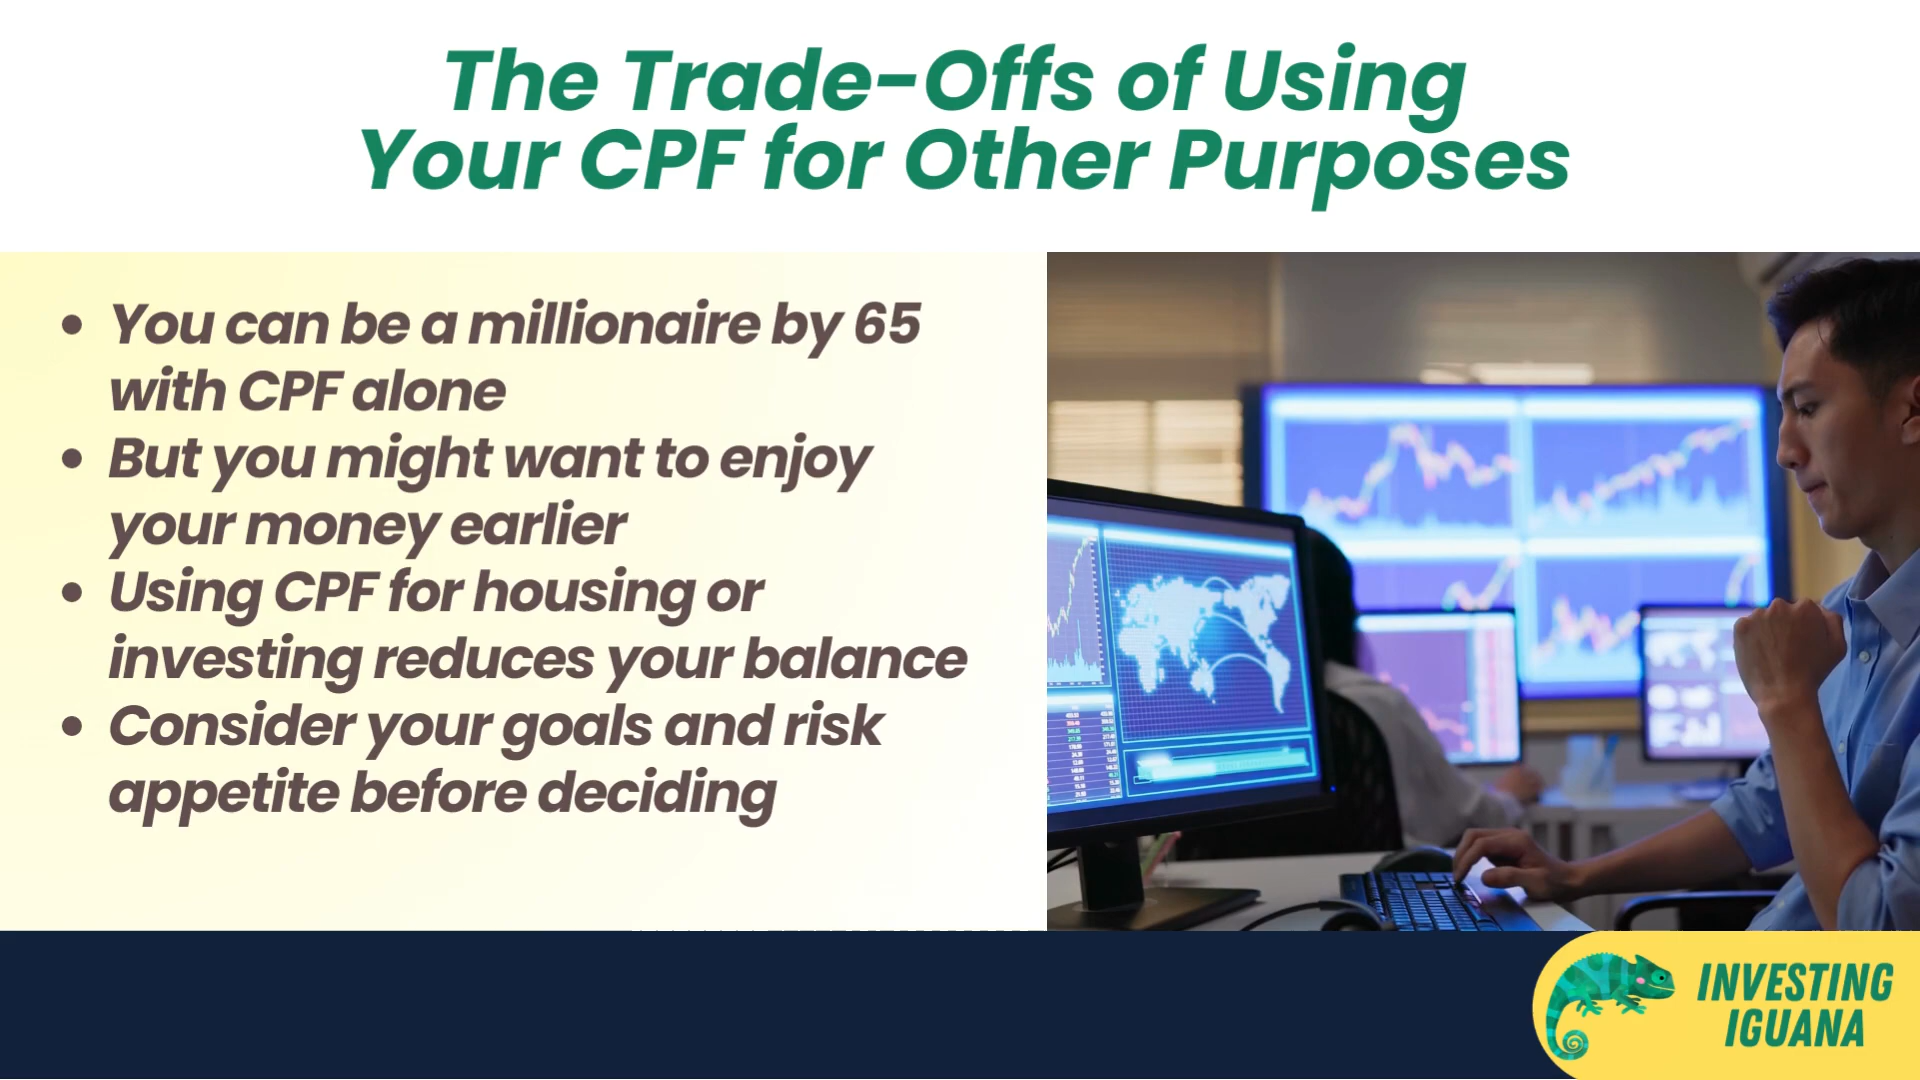 The Trade-Offs of Using
Your CPF for Other Purposes
• You can be a millionaire by 65
with CPF alone
• But you might want to enjoy
your money earlier
• Using CPF for housing or
investing reduces your balance
• Consider your goals and risk
appetite before deciding
INVESTING
IGUANA